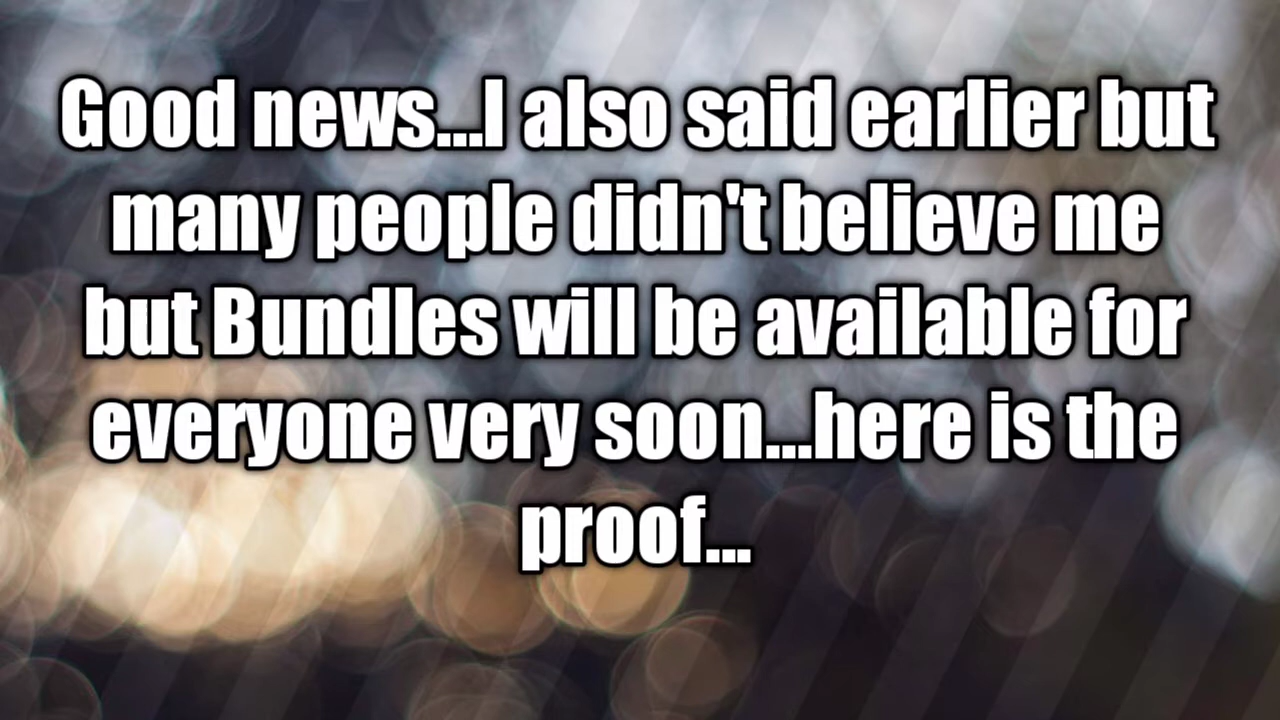 Good news...I also said earlier but
many people didn't believe me
but Bundles will be available for
everyone very soon...here is the
proof...